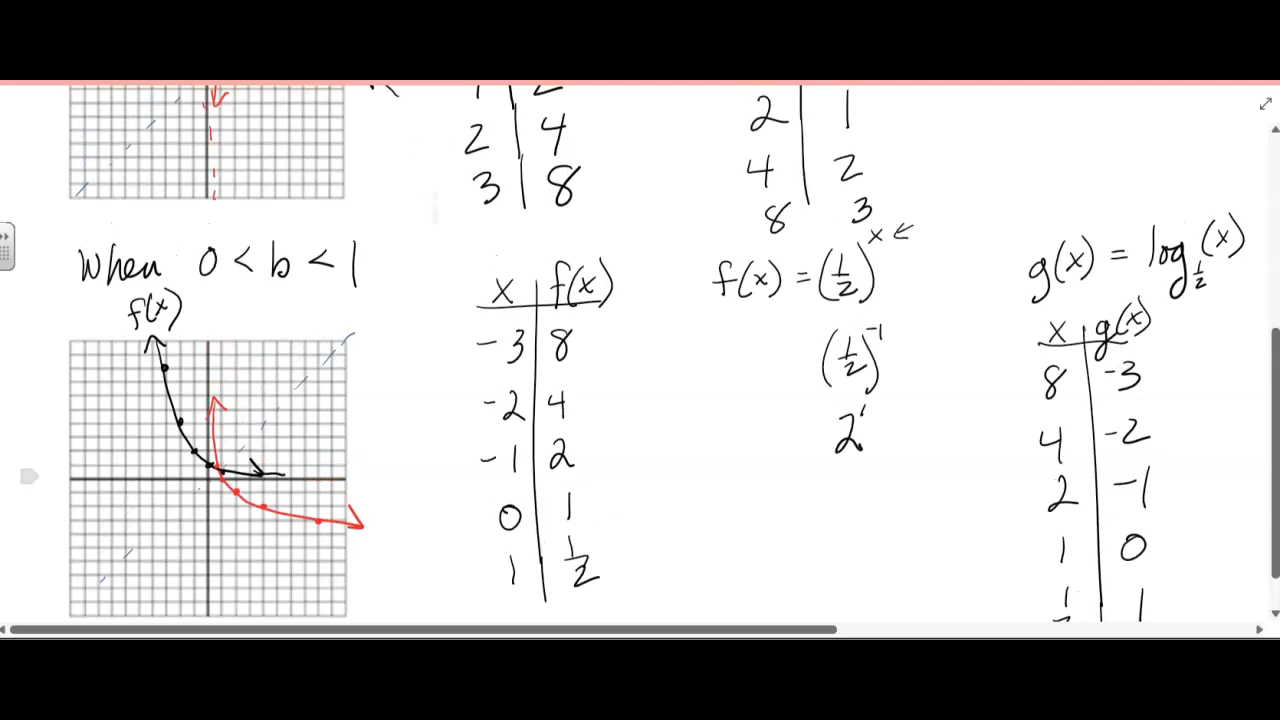 2 | 4
3 | 8
2 | 1
4 | 2
8 3
When 0 < b < 1
f(x)
x | f(x)
-3 | 8
-2 | 4
-1 | 2
0 | 1
1 | 1/2
f(x) = (1/2)^x ←
(1/2)^-1
2^1
g(x) = log_1/2 (x)
x | g(x)
8 | -3
4 | -2
2 | -1
1 | 0